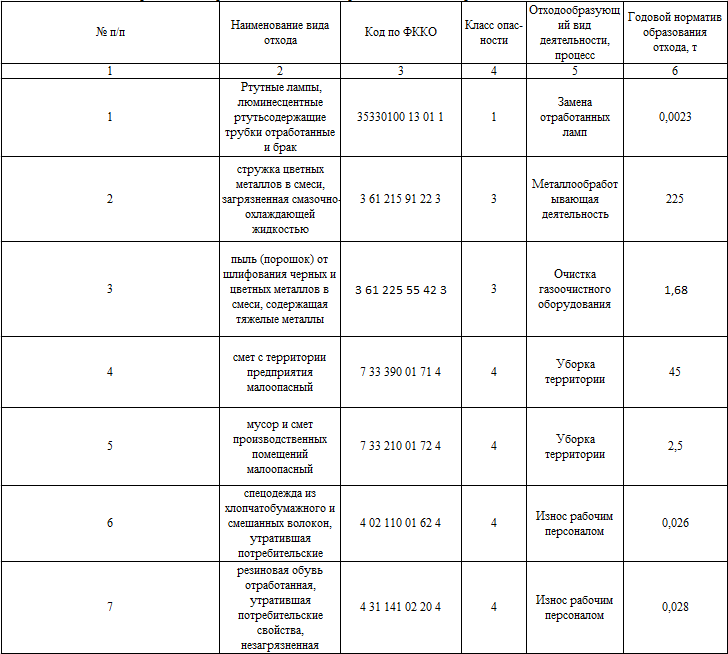 № п/п
Наименование вида
отхода
Код по ФККО
Класс опас-
ности
Отходообразующ
ий вид
деятельности,
процесс
Годовой норматив
образования
отхода, т
1
2
3
4
5
6
1
Ртутные лампы,
люминесцентные
ртутьсодержащие
трубки отработанные
и брак
35330100 13 01 1
1
Замена
отработанных
ламп
0,0023
2
стружка цветных
металлов в смеси,
загрязненная смазочно-
охлаждающей
жидкостью
3 61 215 91 22 3
3
Металлообработ
ывающая
деятельность
225
3
пыль (порошок) от
шлифования черных и
цветных металлов в
смеси, содержащая
тяжелые металлы
3 61 225 55 42 3
3
Очистка
газоочистного
оборудования
1,68
4
смет с территории
предприятия
малоопасный
7 33 390 01 71 4
4
Уборка
территории
45
5
мусор и смет
производственных
помещений
малоопасный
7 33 210 01 72 4
4
Уборка
территории
2,5
6
спецодежда из
хлопчатобумажного и
смешанных волокон,
утратившая
потребительские
4 02 110 01 62 4
4
Износ рабочим
персоналом
0,026
7
резиновая обувь
отработанная,
утратившая
потребительские
свойства,
незагрязненная
4 31 141 02 20 4
4
Износ рабочим
персоналом
0,028